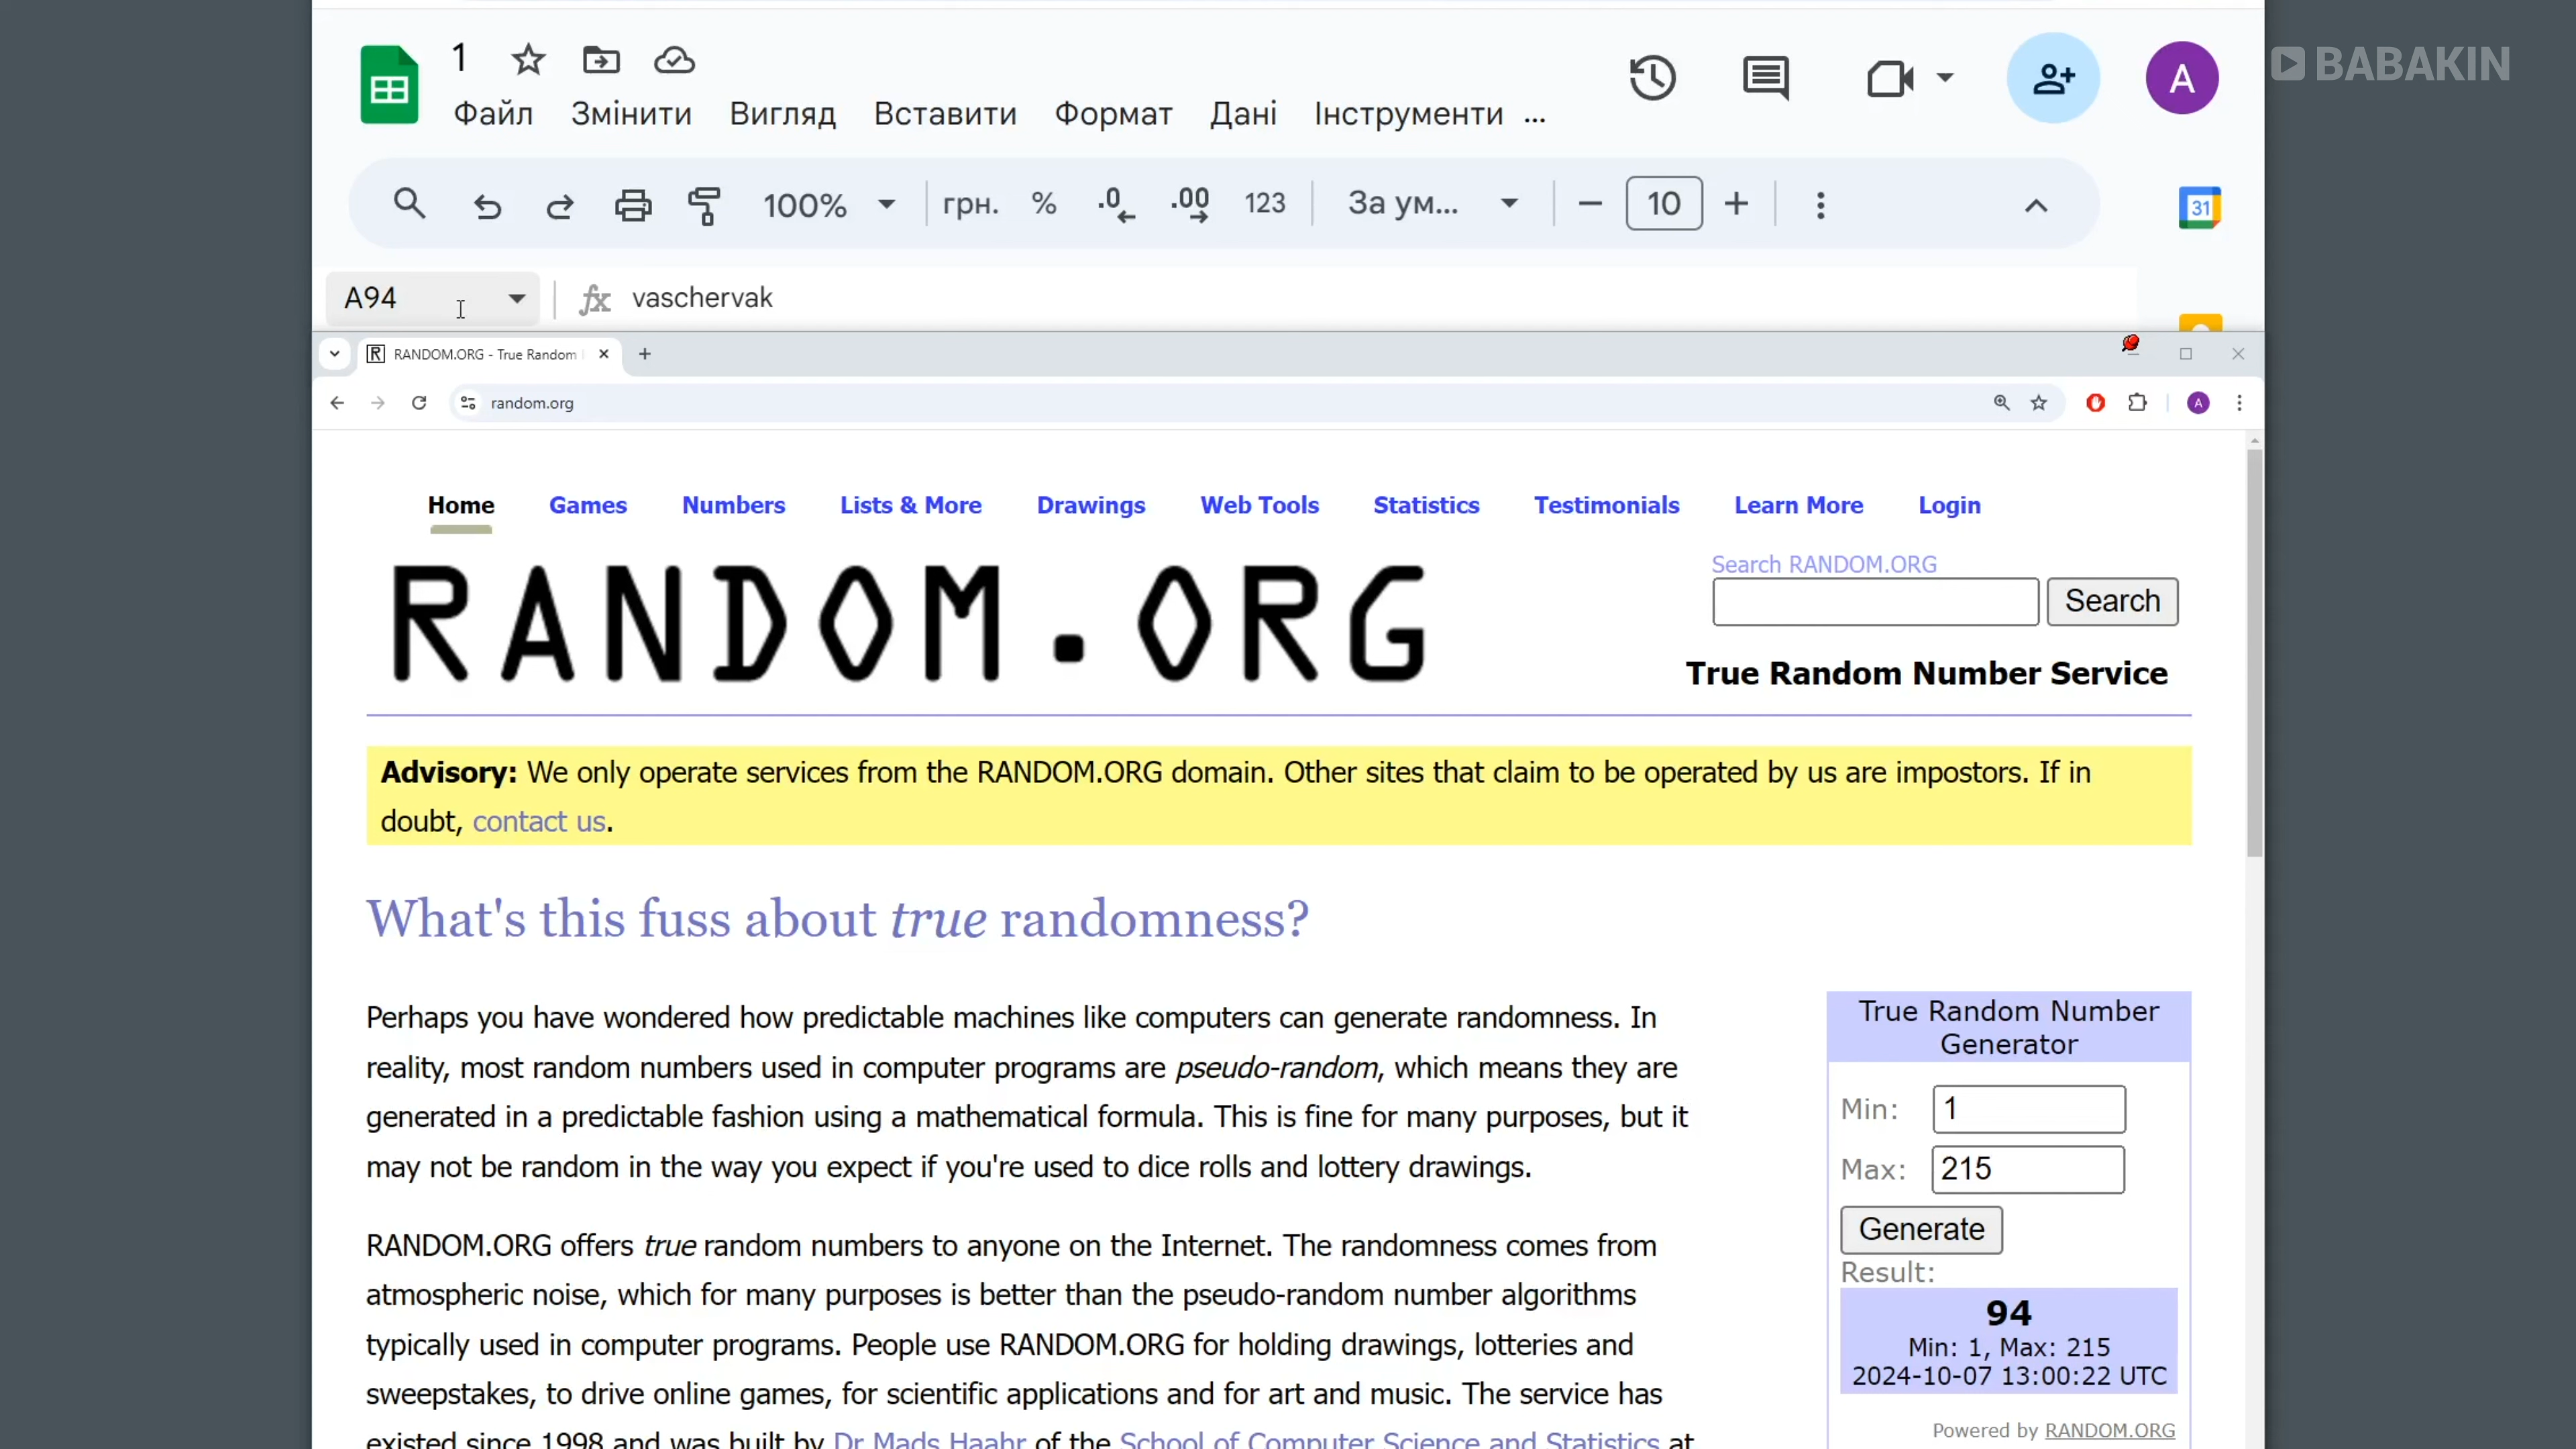 1
BABAKIN
A
Файл Змінити Вигляд Вставити Формат Дані Інструменти ...
100% грн. % .0 .00 123 За ум... 10
31
A94 fx vaschervak
RANDOM.ORG - True Random
random.org
A
Home Games Numbers Lists & More Drawings Web Tools Statistics Testimonials Learn More Login
RANDOM.ORG
Search RANDOM.ORG
Search
True Random Number Service
Advisory: We only operate services from the RANDOM.ORG domain. Other sites that claim to be operated by us are impostors. If in
doubt, contact us.
What's this fuss about true randomness?
Perhaps you have wondered how predictable machines like computers can generate randomness. In
reality, most random numbers used in computer programs are pseudo-random, which means they are
generated in a predictable fashion using a mathematical formula. This is fine for many purposes, but it
may not be random in the way you expect if you're used to dice rolls and lottery drawings.
RANDOM.ORG offers true random numbers to anyone on the Internet. The randomness comes from
atmospheric noise, which for many purposes is better than the pseudo-random number algorithms
typically used in computer programs. People use RANDOM.ORG for holding drawings, lotteries and
sweepstakes, to drive online games, for scientific applications and for art and music. The service has
existed since 1998 and was built by Dr Mads Haahr of the School of Computer Science and Statistics at
True Random Number
Generator
Min: 1
Max: 215
Generate
Result:
94
Min: 1, Max: 215
2024-10-07 13:00:22 UTC
Powered by RANDOM.ORG